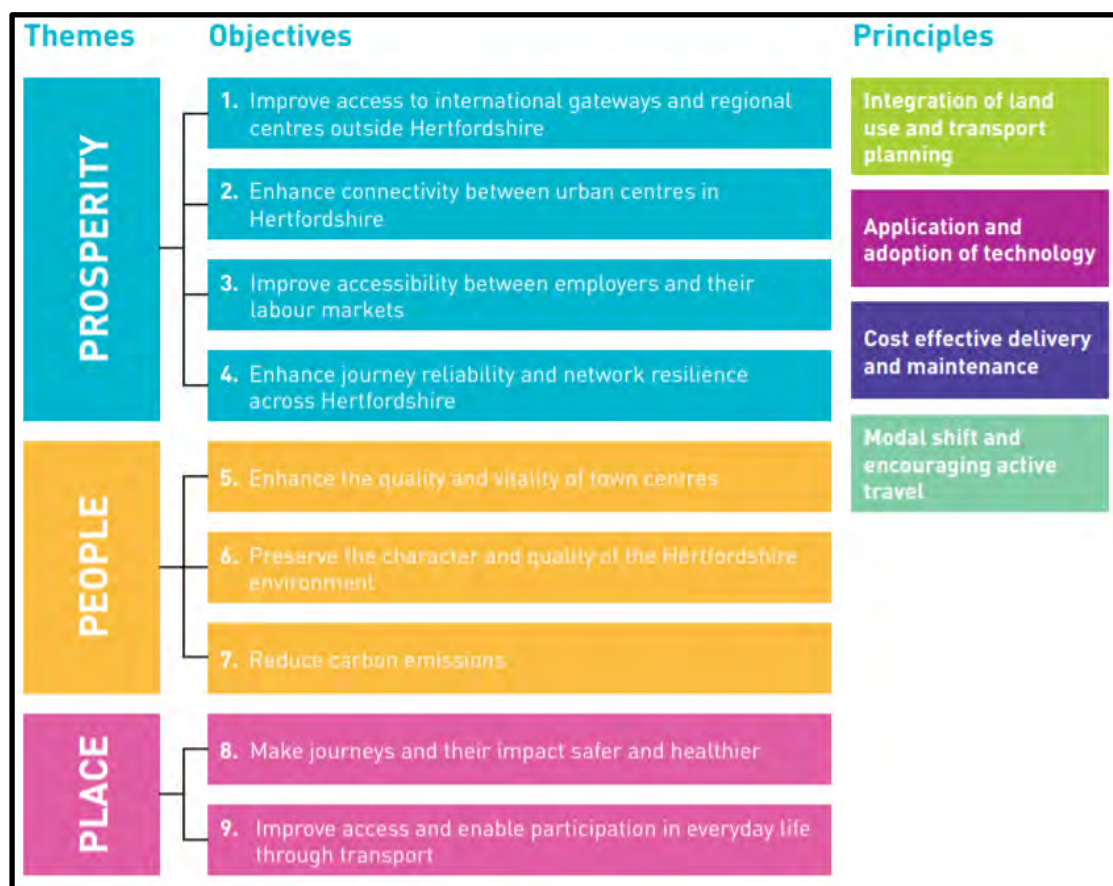 Themes
Objectives
Principles
PROSPERITY
1. Improve access to international gateways and regional
centres outside Hertfordshire
2. Enhance connectivity between urban centres in
Hertfordshire
3. Improve accessibility between employers and their
labour markets
4. Enhance journey reliability and network resilience
across Hertfordshire
PEOPLE
5. Enhance the quality and vitality of town centres
6. Preserve the character and quality of the Hertfordshire
environment
7. Reduce carbon emissions
PLACE
8. Make journeys and their impact safer and healthier
9. Improve access and enable participation in everyday life
through transport
Integration of land
use and transport
planning
Application and
adoption of technology
Cost effective delivery
and maintenance
Modal shift and
encouraging active
travel